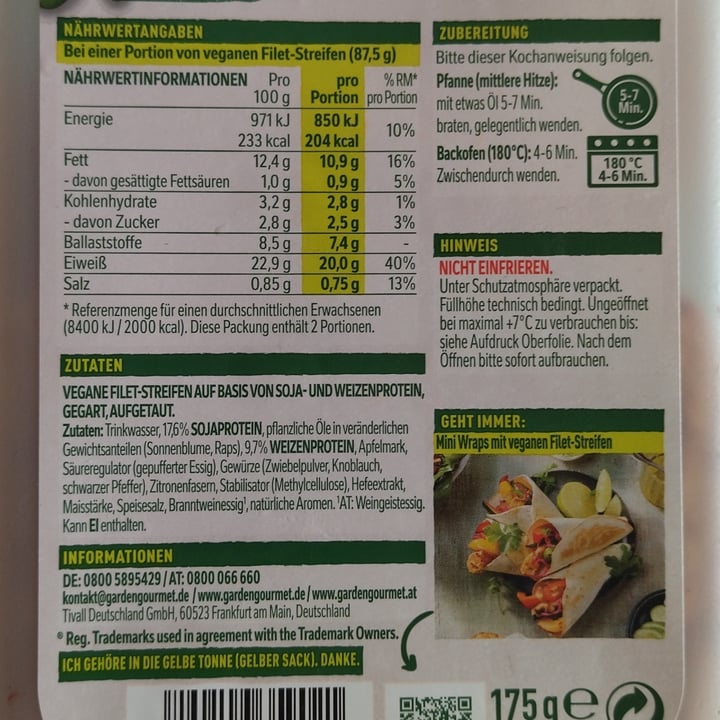 NÄHRWERTANGABEN
Bei einer Portion von veganen Filet-Streifen (87,5 g)
NÄHRWERTINFORMATIONEN Pro pro % RM*
100 g Portion pro Portion
Energie 971 kJ 850 kJ
233 kcal 204 kcal 10%
Fett 12,4 g 10,9 g 16%
- davon gesättigte Fettsäuren 1,0 g 0,9 g 5%
Kohlenhydrate 3,2 g 2,8 g 1%
- davon Zucker 2,8 g 2,5 g 3%
Ballaststoffe 8,5 g 7,4 g -
Eiweiß 22,9 g 20,0 g 40%
Salz 0,85 g 0,75 g 13%
* Referenzmenge für einen durchschnittlichen Erwachsenen
(8400 kJ / 2000 kcal). Diese Packung enthält 2 Portionen.
ZUTATEN
VEGANE FILET-STREIFEN AUF BASIS VON SOJA- UND WEIZENPROTEIN,
GEGART, AUFGETAUT.
Zutaten: Trinkwasser, 17,6% SOJAPROTEIN, pflanzliche Öle in veränderlichen
Gewichtsanteilen (Sonnenblume, Raps), 9,7% WEIZENPROTEIN, Apfelmark,
Säureregulator (gepufferter Essig), Gewürze (Zwiebelpulver, Knoblauch,
schwarzer Pfeffer), Zitronenfasern, Stabilisator (Methylcellulose), Hefeextrakt,
Maisstärke, Speisesalz, Branntweinessig¹, natürliche Aromen. ¹AT: Weingeistessig.
Kann EI enthalten.
INFORMATIONEN
DE: 0800 5895429 / AT: 0800 066 660
kontakt@gardengourmet.de / www.gardengourmet.de / www.gardengourmet.at
Tivall Deutschland GmbH, 60523 Frankfurt am Main, Deutschland
® Reg. Trademarks used in agreement with the Trademark Owners.
ICH GEHÖRE IN DIE GELBE TONNE (GELBER SACK). DANKE.
ZUBEREITUNG
Bitte dieser Kochanweisung folgen.
Pfanne (mittlere Hitze):
mit etwas Öl 5-7 Min.
braten, gelegentlich wenden.
5-7
Min.
Backofen (180°C): 4-6 Min.
Zwischendurch wenden.
180 °C
4-6 Min.
HINWEIS
NICHT EINFRIEREN.
Unter Schutzatmosphäre verpackt.
Füllhöhe technisch bedingt. Ungeöffnet
bei maximal +7°C zu verbrauchen bis:
siehe Aufdruck Oberfolie. Nach dem
Öffnen bitte sofort aufbrauchen.
GEHT IMMER:
Mini Wraps mit veganen Filet-Streifen
175 g e